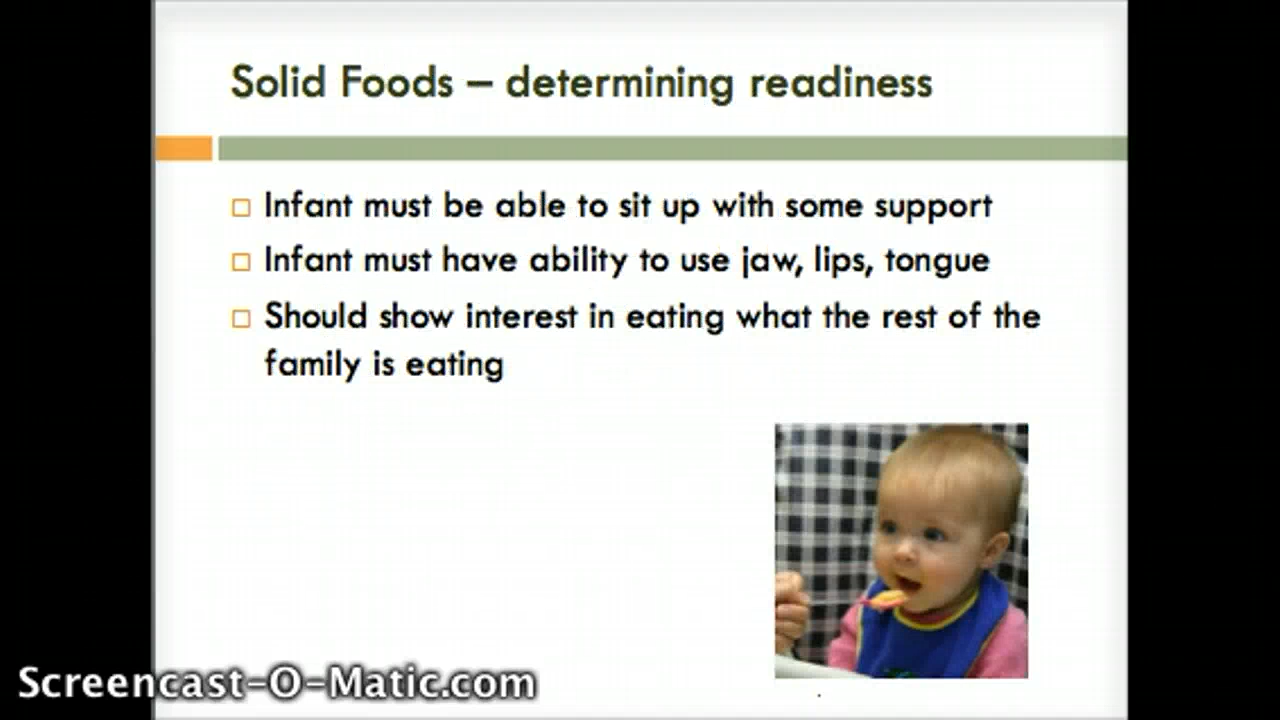 Solid Foods – determining readiness
Infant must be able to sit up with some support
Infant must have ability to use jaw, lips, tongue
Should show interest in eating what the rest of the
family is eating
Screencast-O-Matic.com